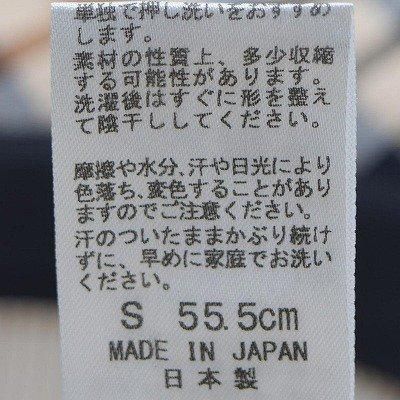 単独で押し洗いをおすすめ
します。
素材の性質上、多少収縮
する可能性があります。
洗濯後はすぐに形を整え
て陰干ししてください。
摩擦や水分、汗や日光により
色落ち、変色することがあり
ますのでご注意ください。
汗のついたままかぶり続け
ずに、早めに家庭でお洗い
ください。
S 55.5cm
MADE IN JAPAN
日本製